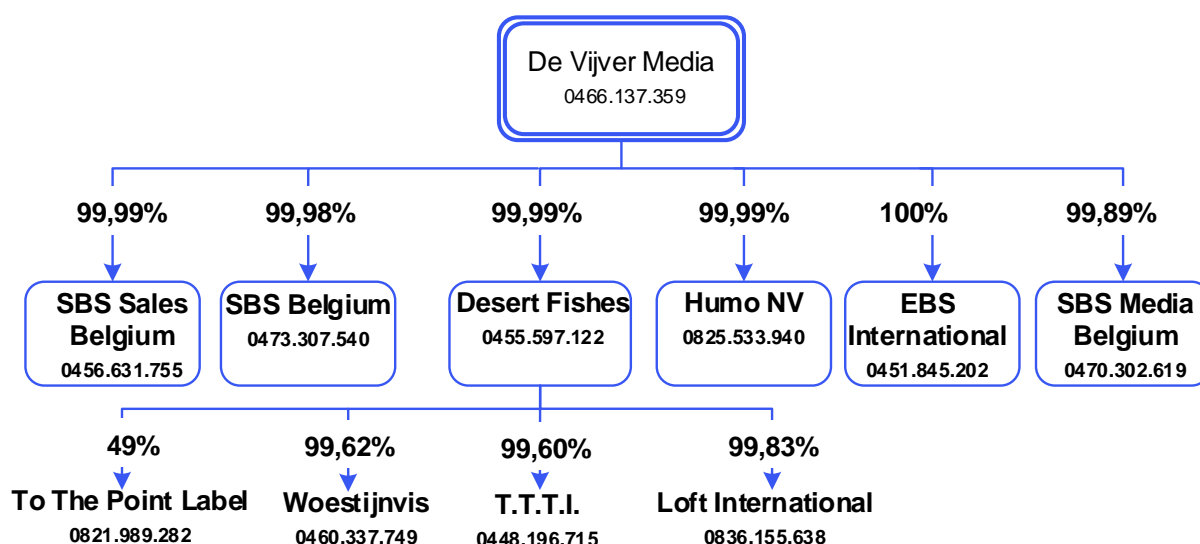 De Vijver Media
0466.137.359
99,99% 99,98% 99,99% 99,99% 100% 99,89%
SBS Sales
Belgium
0456.631.755
SBS Belgium
0473.307.540
Desert Fishes
0455.597.122
Humo NV
0825.533.940
EBS
International
0451.845.202
SBS Media
Belgium
0470.302.619
49% 99,62% 99,60% 99,83%
To The Point Label
0821.989.282
Woestijnvis
0460.337.749
T.T.T.I.
0448.196.715
Loft International
0836.155.638